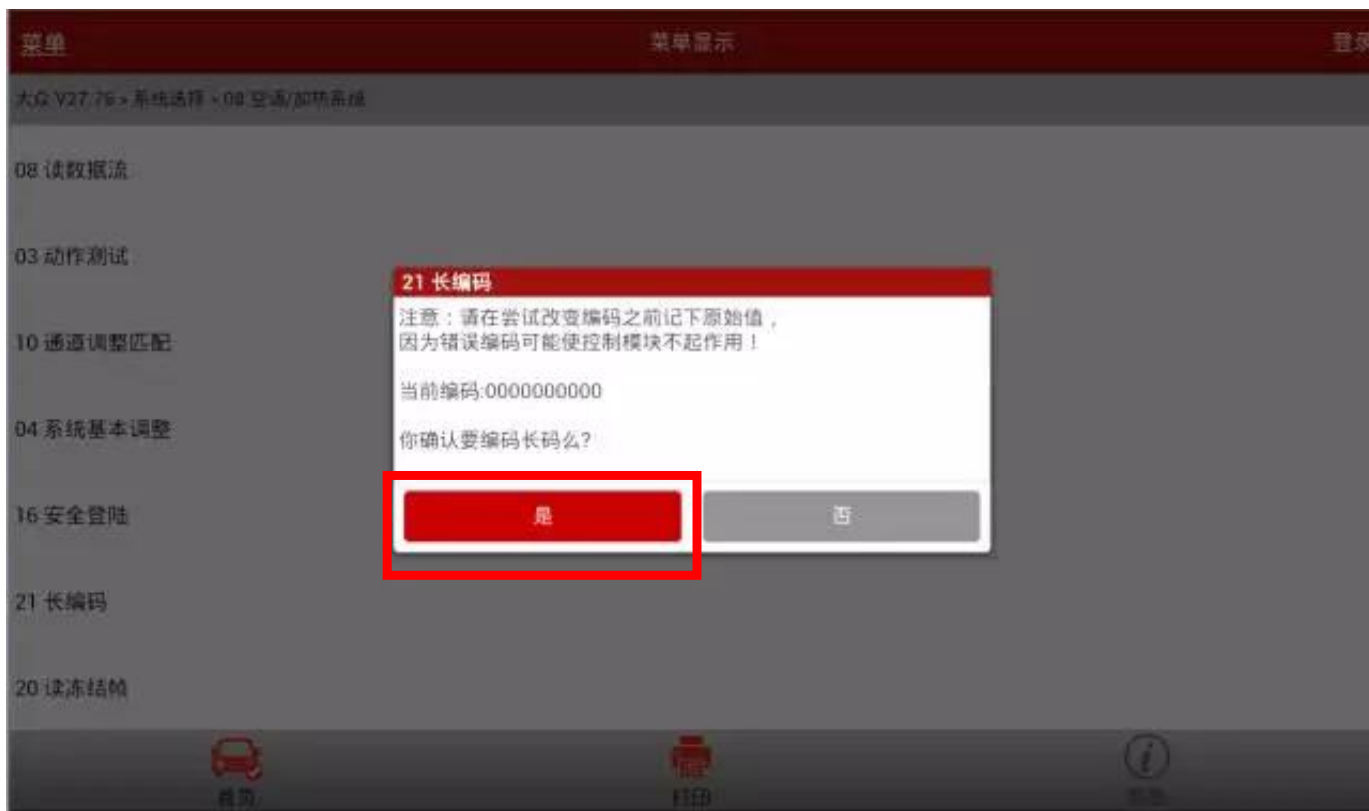 菜单
菜单显示
登录
大众 V27.76 > 系统选择 > 08 空调/加热系统
08 读数据流
03 动作测试
21 长编码
注意：请在尝试改变编码之前记下原始值，
因为错误编码可能使控制模块不起作用！
10 通道调整匹配
当前编码:0000000000
04 系统基本调整
你确认要编码长码么?
16 安全登陆
是
否
21 长编码
20 读冻结帧
首页
打印